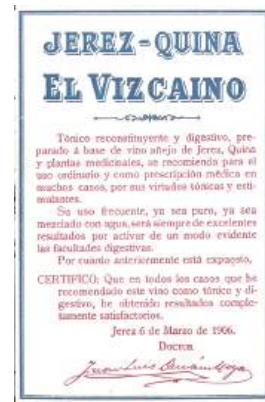 JEREZ-QUINA
EL VIZCAINO
Tónico reconstituyente y digestivo, pre-
parado á base de vino añejo de Jerez, Quina
y plantas medicinales, se recomienda para el
uso ordinario y como prescripción médica en
muchos casos, por sus virtudes tónicas y esti-
mulantes.
Su uso frecuente, ya sea puro, ya sea
mezclado con agua, será siempre de excelentes
resultados por activar de un modo evidente
las facultades digestivas.
Por cuanto anteriormente está expuesto,
CERTIFICO: Que en todos los casos que he
recomendado este vino como tónico y di-
gestivo, he obtenido resultados comple-
tamente satisfactorios.
Jerez 6 de Marzo de 1906.
DOCTOR
Juan Luis